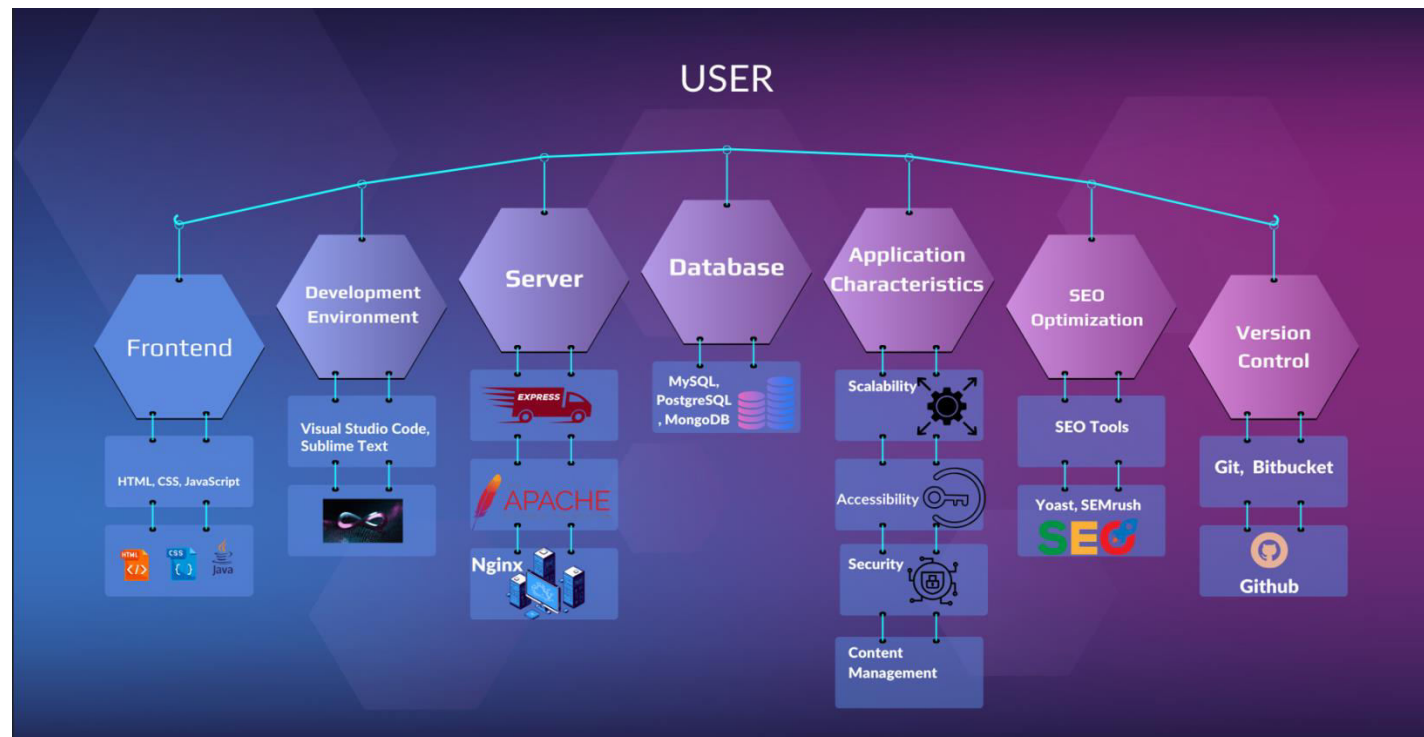 USER
Frontend
HTML, CSS, JavaScript
HTML
</>
CSS
{ }
Java
Development
Environment
Visual Studio Code,
Sublime Text
Server
EXPRESS
APACHE
Nginx
Database
MySQL,
PostgreSQL
, MongoDB
Application
Characteristics
Scalability
Accessibility
Security
Content
Management
SEO
Optimization
SEO Tools
Yoast, SEMrush
SEO
Version
Control
Git, Bitbucket
Github